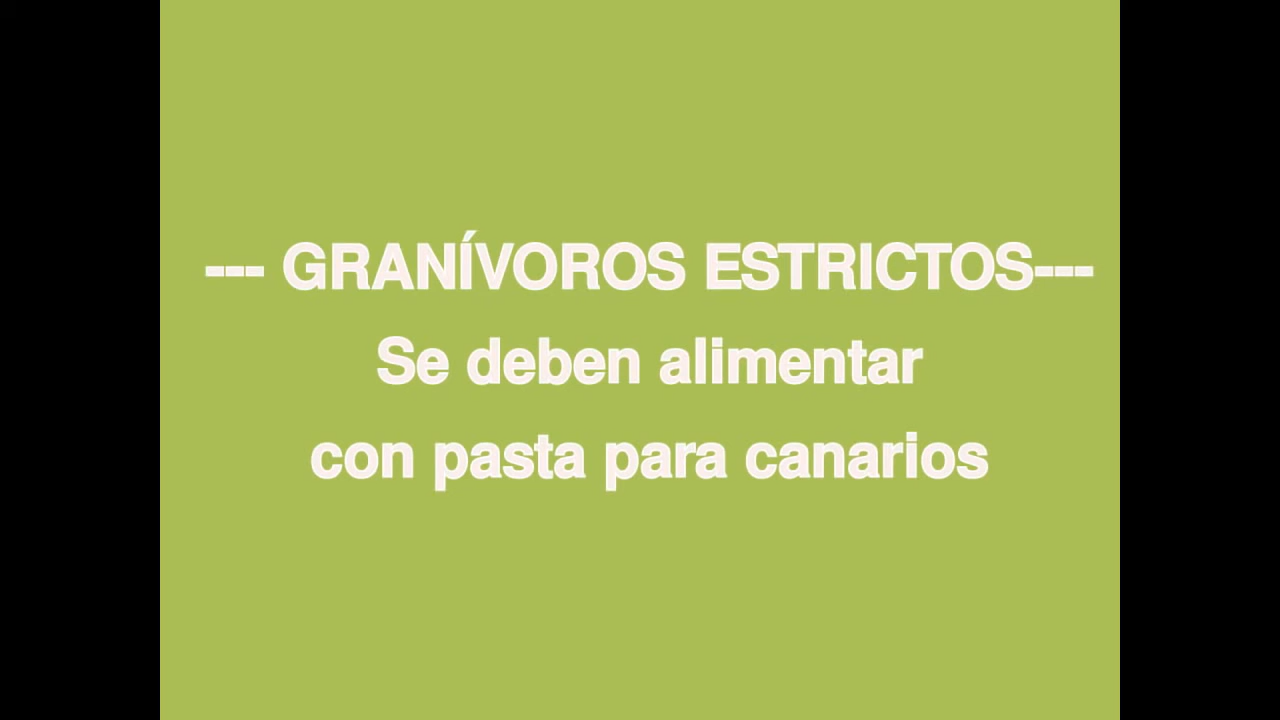 --- GRANÍVOROS ESTRICTOS---
Se deben alimentar
con pasta para canarios